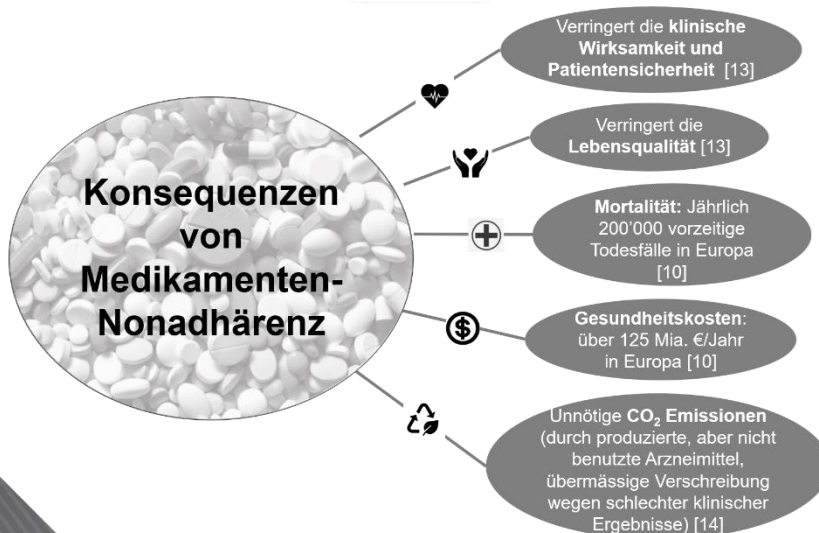 Konsequenzen
von
Medikamenten-
Nonadhärenz
Verringert die klinische
Wirksamkeit und
Patientensicherheit [13]
Verringert die
Lebensqualität [13]
Mortalität: Jährlich
200'000 vorzeitige
Todesfälle in Europa
[10]
Gesundheitskosten:
über 125 Mia. €/Jahr
in Europa [10]
Unnötige CO₂ Emissionen
(durch produzierte, aber nicht
benutzte Arzneimittel,
übermässige Verschreibung
wegen schlechter klinischer
Ergebnisse) [14]